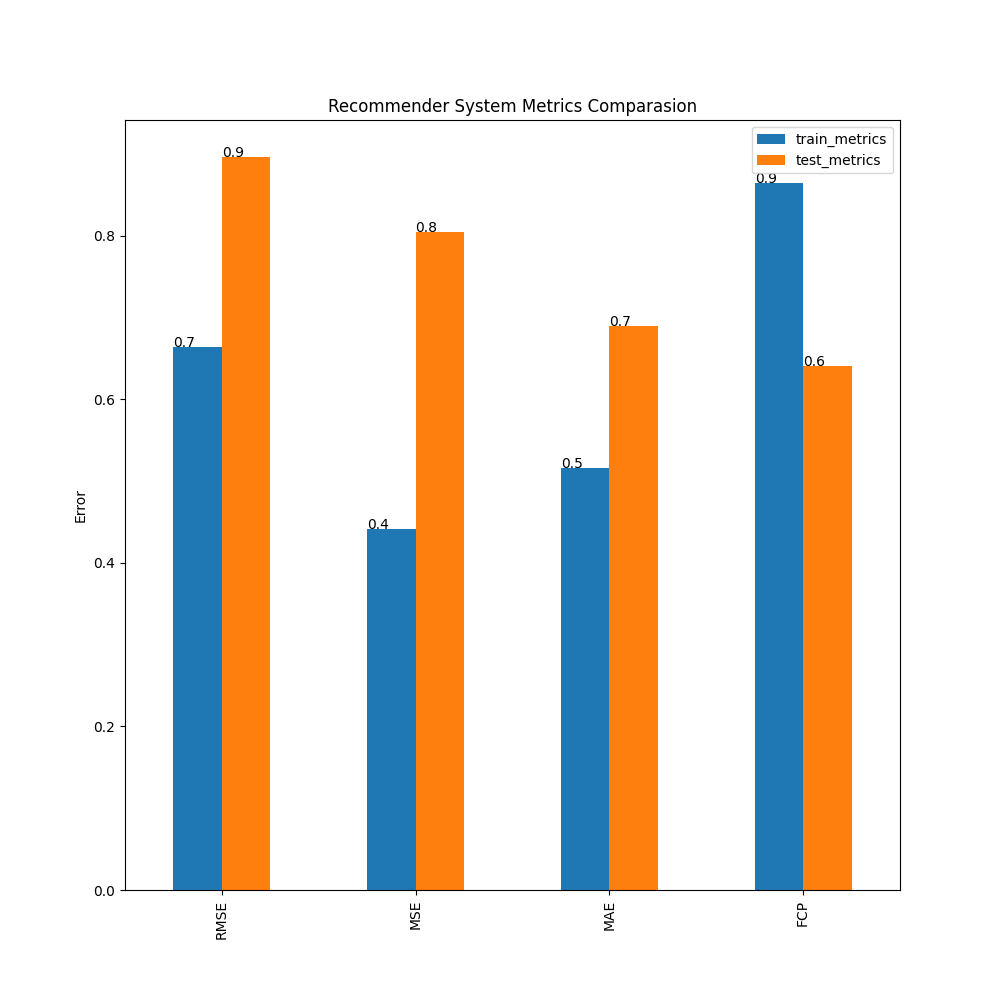 Recommender System Metrics Comparasion
train_metrics
test_metrics
0.9
0.9
0.8
0.8
0.7
0.7
0.6
0.6
0.5
0.4
0.4
0.2
0.0
Error
RMSE
MSE
MAE
FCP